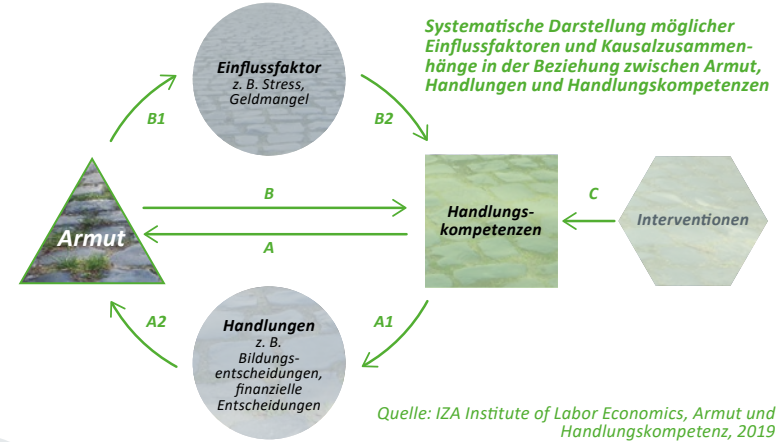 Systematische Darstellung möglicher
Einflussfaktoren und Kausalzusammen-
hänge in der Beziehung zwischen Armut,
Handlungen und Handlungskompetenzen
Einflussfaktor
z. B. Stress,
Geldmangel
B1
B2
B
A
C
Armut
Handlungs-
kompetenzen
Interventionen
A2
A1
Handlungen
z. B.
Bildungs-
entscheidungen,
finanzielle
Entscheidungen
Quelle: IZA Institute of Labor Economics, Armut und
Handlungskompetenz, 2019